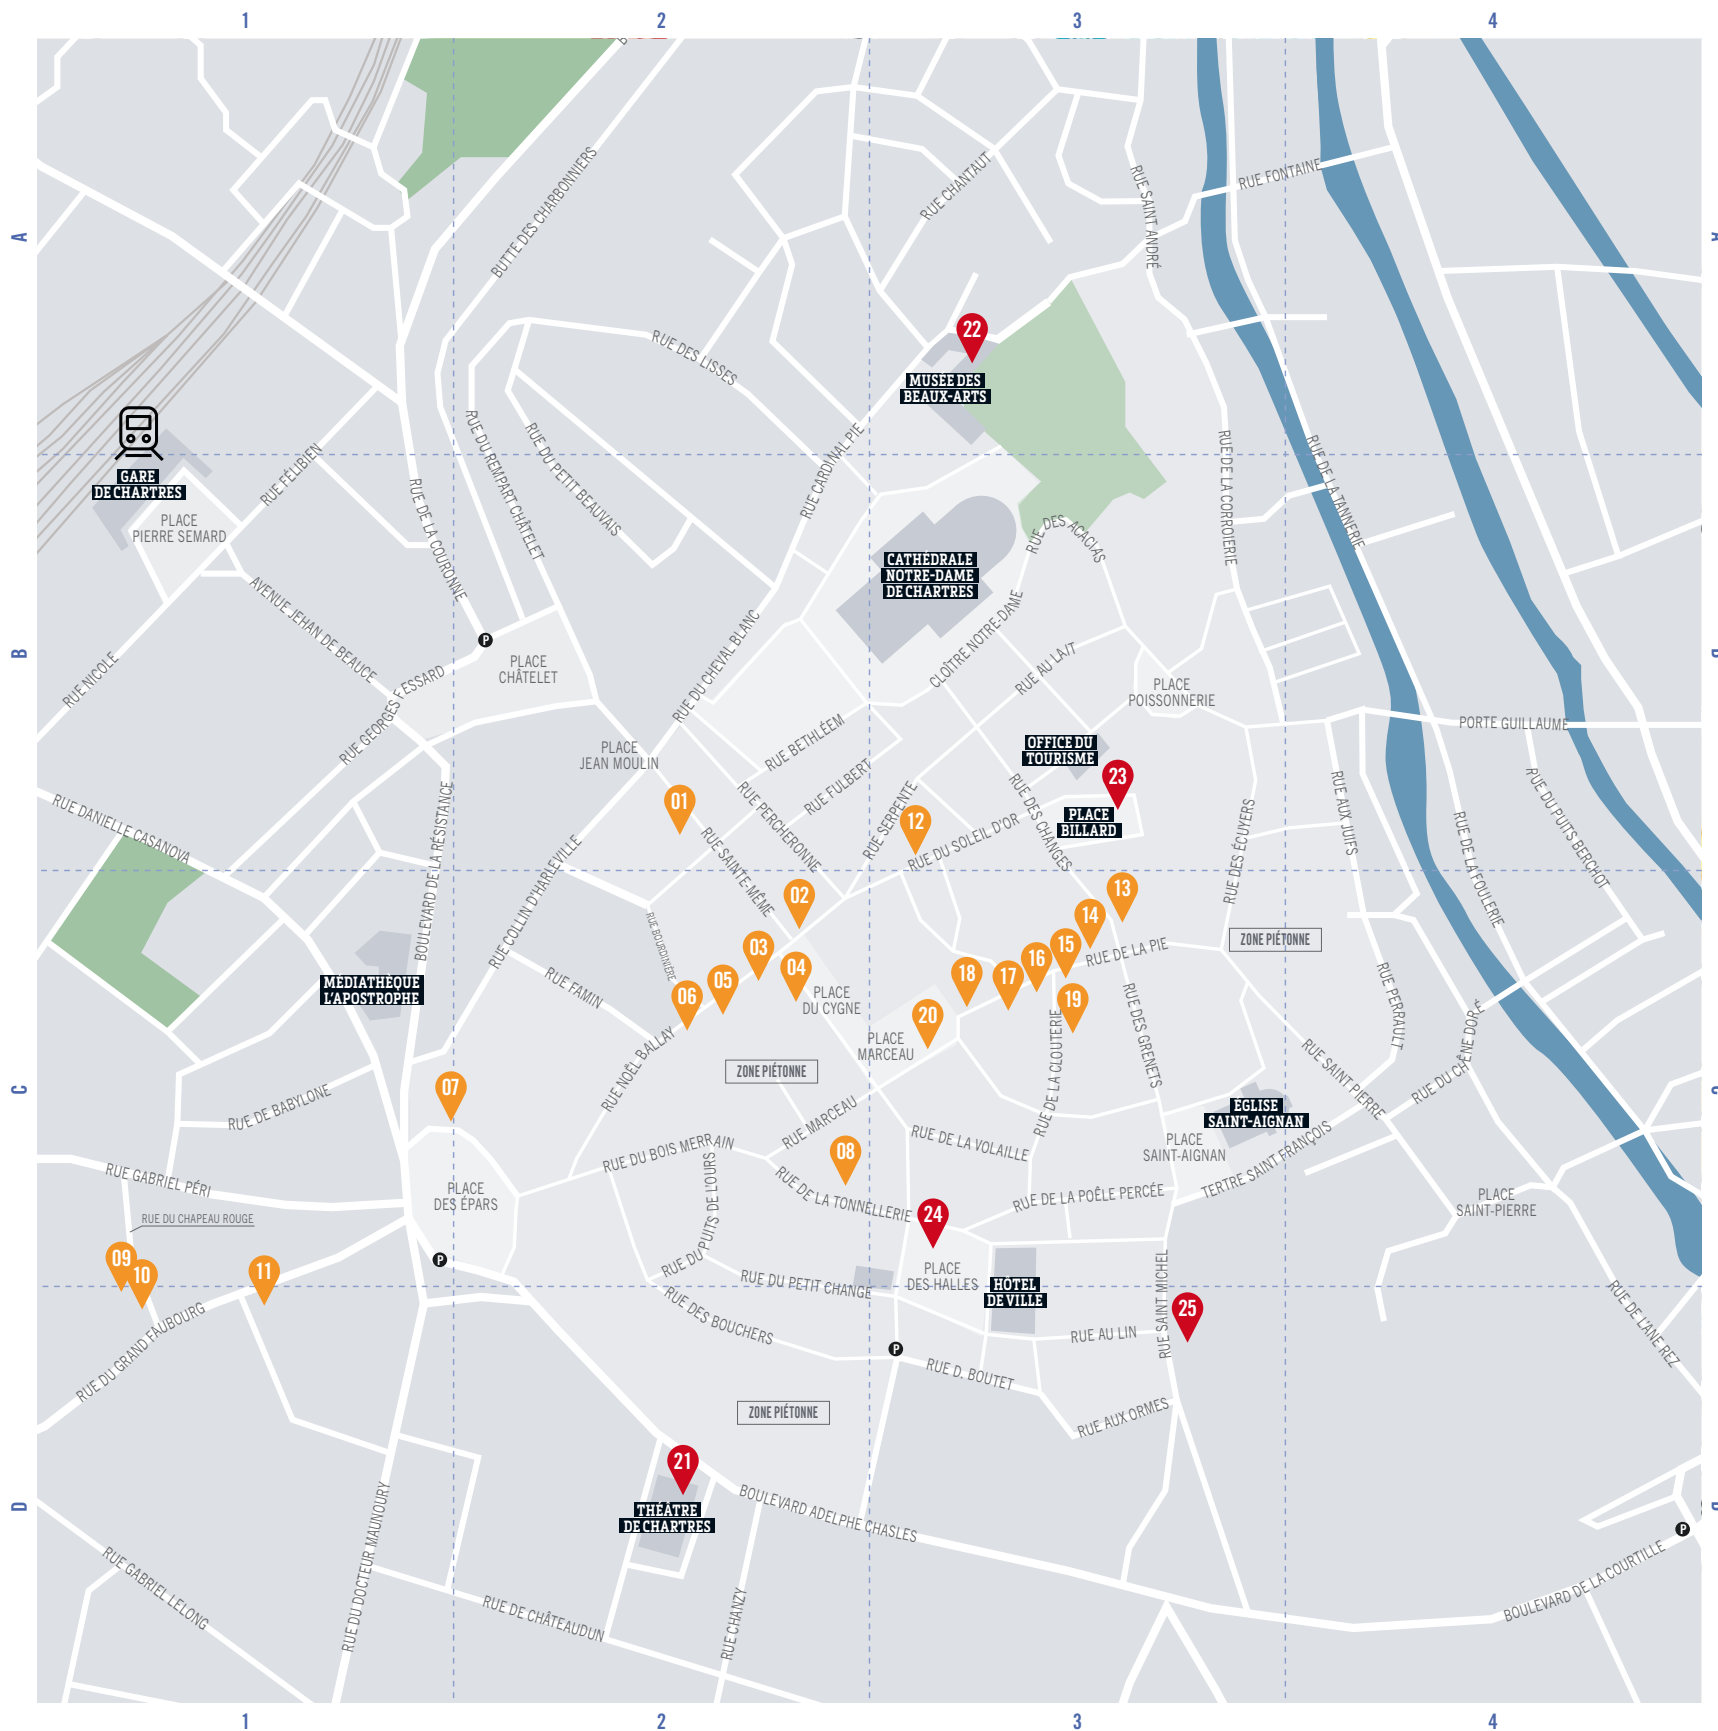 1
2
3
4
BUTTE DES CHARBONNIERS
RUE CHANTAUT
RUE SAINT ANDRÉ
RUE FONTAINE
A
22
MUSÉE DES
BEAUX-ARTS
RUE DES LISSES
GARE
DE CHARTRES
PLACE
PIERRE SEMARD
RUE FÉLIBIEN
RUE DE LA COURONNE
RUE DU REMPART CHÂTELET
RUE DU PETIT BEAUVAIS
RUE CARDINAL PIE
RUE DE LA CORROIERIE
RUE DE LA TANNERIE
RUE DES ACACIAS
CATHÉDRALE
NOTRE-DAME
DE CHARTRES
AVENUE JEHAN DE BEAUCE
RUE NICOLE
B
P
PLACE
CHÂTELET
RUE GEORGES FESSARD
RUE DU CHEVAL BLANC
CLOÎTRE NOTRE-DAME
RUE AU LAIT
PLACE
POISSONNERIE
PORTE GUILLAUME
PLACE
JEAN MOULIN
RUE BETHLÉEM
RUE FULBERT
RUE PERCHERONNE
OFFICE DU
TOURISME
23
PLACE
BILLARD
01
12
RUE SERPENTE
RUE DU SOLEIL D'OR
RUE DES CHANGES
RUE DES ÉCUYERS
RUE AUX JUIFS
RUE DE LA FOULERIE
RUE DU PUITS BERCHOT
RUE DANIELLE CASANOVA
BOULEVARD DE LA RÉSISTANCE
RUE COLLIN D'HARLEVILLE
RUE SAINTE-MÊME
02
03
04
05
06
13
14
15
16
17
18
19
20
RUE DE LA PIE
ZONE PIÉTONNE
MÉDIATHÈQUE
L'APOSTROPHE
RUE FAMIN
RUE BOURDINIÈRE
PLACE
DU CYGNE
PLACE
MARCEAU
RUE NOËL BALLAY
ZONE PIÉTONNE
RUE DE LA CLOUTERIE
RUE DES GRENETS
RUE PERRAULT
RUE SAINT PIERRE
RUE DU CHÊNE DORÉ
C
07
RUE DE BABYLONE
RUE MARCEAU
ÉGLISE
SAINT-AIGNAN
PLACE
SAINT-AIGNAN
TERTRE SAINT FRANÇOIS
RUE DU BOIS MERRAIN
08
RUE DE LA VOLAILLE
RUE GABRIEL PÉRI
PLACE
DES ÉPARS
RUE DU PUITS DE L'OURS
RUE DE LA TONNELLERIE
RUE DE LA POÊLE PERCÉE
PLACE
SAINT-PIERRE
RUE DU CHAPEAU ROUGE
24
09
10
11
P
RUE DU PETIT CHANGE
PLACE
DES HALLES
HÔTEL
DE VILLE
RUE SAINT MICHEL
25
RUE DU GRAND FAUBOURG
RUE DES BOUCHERS
RUE AU LIN
P
RUE D. BOUTET
RUE AUX ORMES
RUE DE L'ANE REZ
ZONE PIÉTONNE
21
THÉÂTRE
DE CHARTRES
BOULEVARD ADELPHE CHASLES
D
P
BOULEVARD DE LA COURTILLE
RUE GABRIEL LELONG
RUE DU DOCTEUR MAUNOURY
RUE DE CHÂTEAUDUN
RUE CHANZY
1
2
3
4